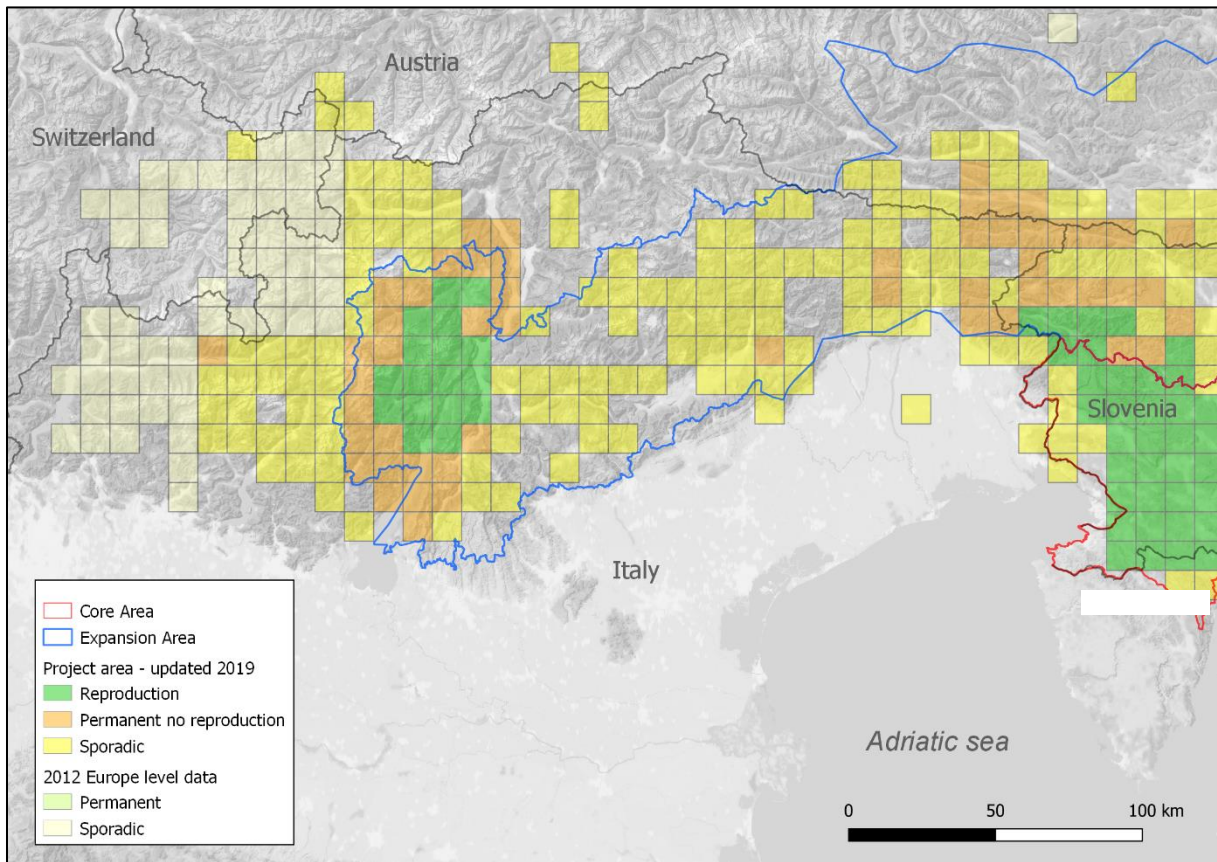 Austria
Switzerland
Slovenia
Italy
Adriatic sea
Core Area
Expansion Area
Project area - updated 2019
Reproduction
Permanent no reproduction
Sporadic
2012 Europe level data
Permanent
Sporadic
0 50 100 km